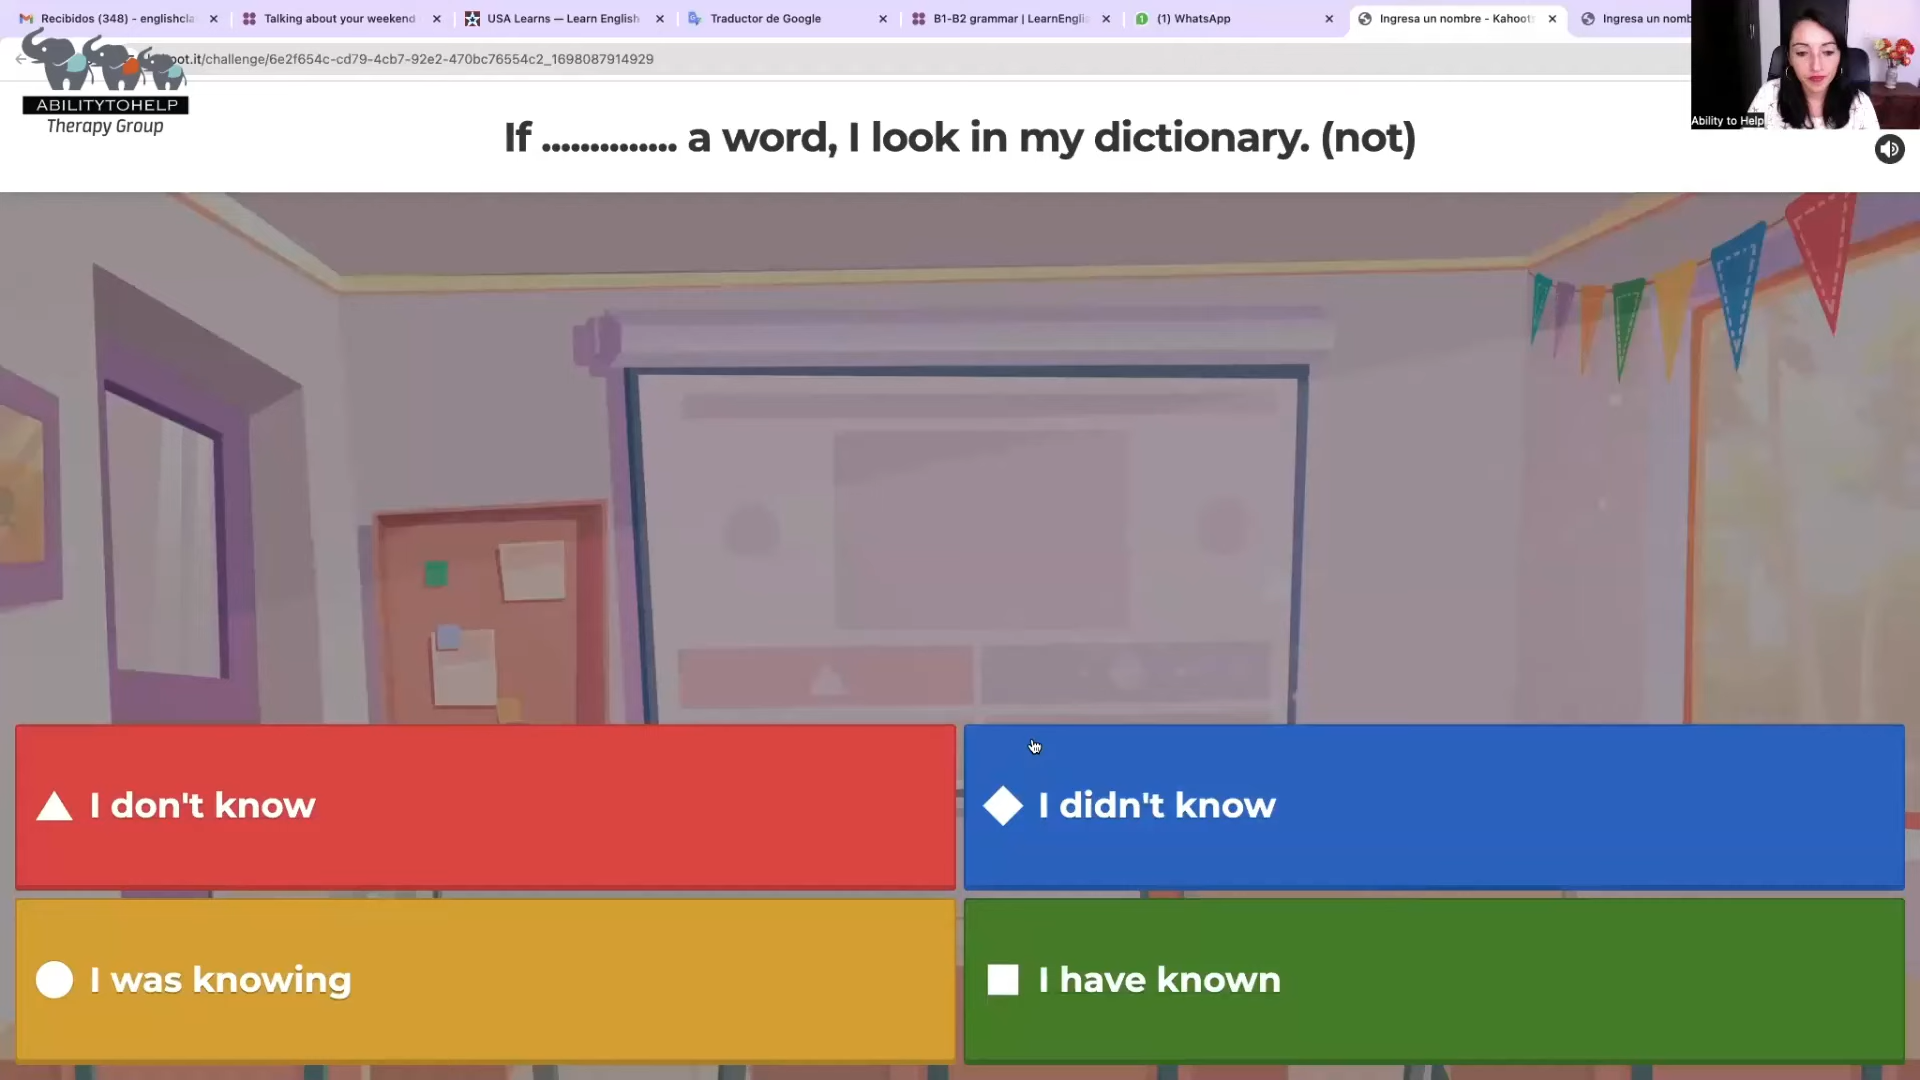 Recibidos (348) - englishcla
Talking about your weekend
USA Learns — Learn English
Traductor de Google
B1-B2 grammar | LearnEnglis
(1) WhatsApp
Ingresa un nombre - Kahoot
Ingresa un nomb
oot.it/challenge/6e2f654c-cd79-4cb7-92e2-470bc76554c2_1698087914929
ABILITYTOHELP
Therapy Group
Ability to Help
If .............. a word, I look in my dictionary. (not)
I don't know
I didn't know
I was knowing
I have known